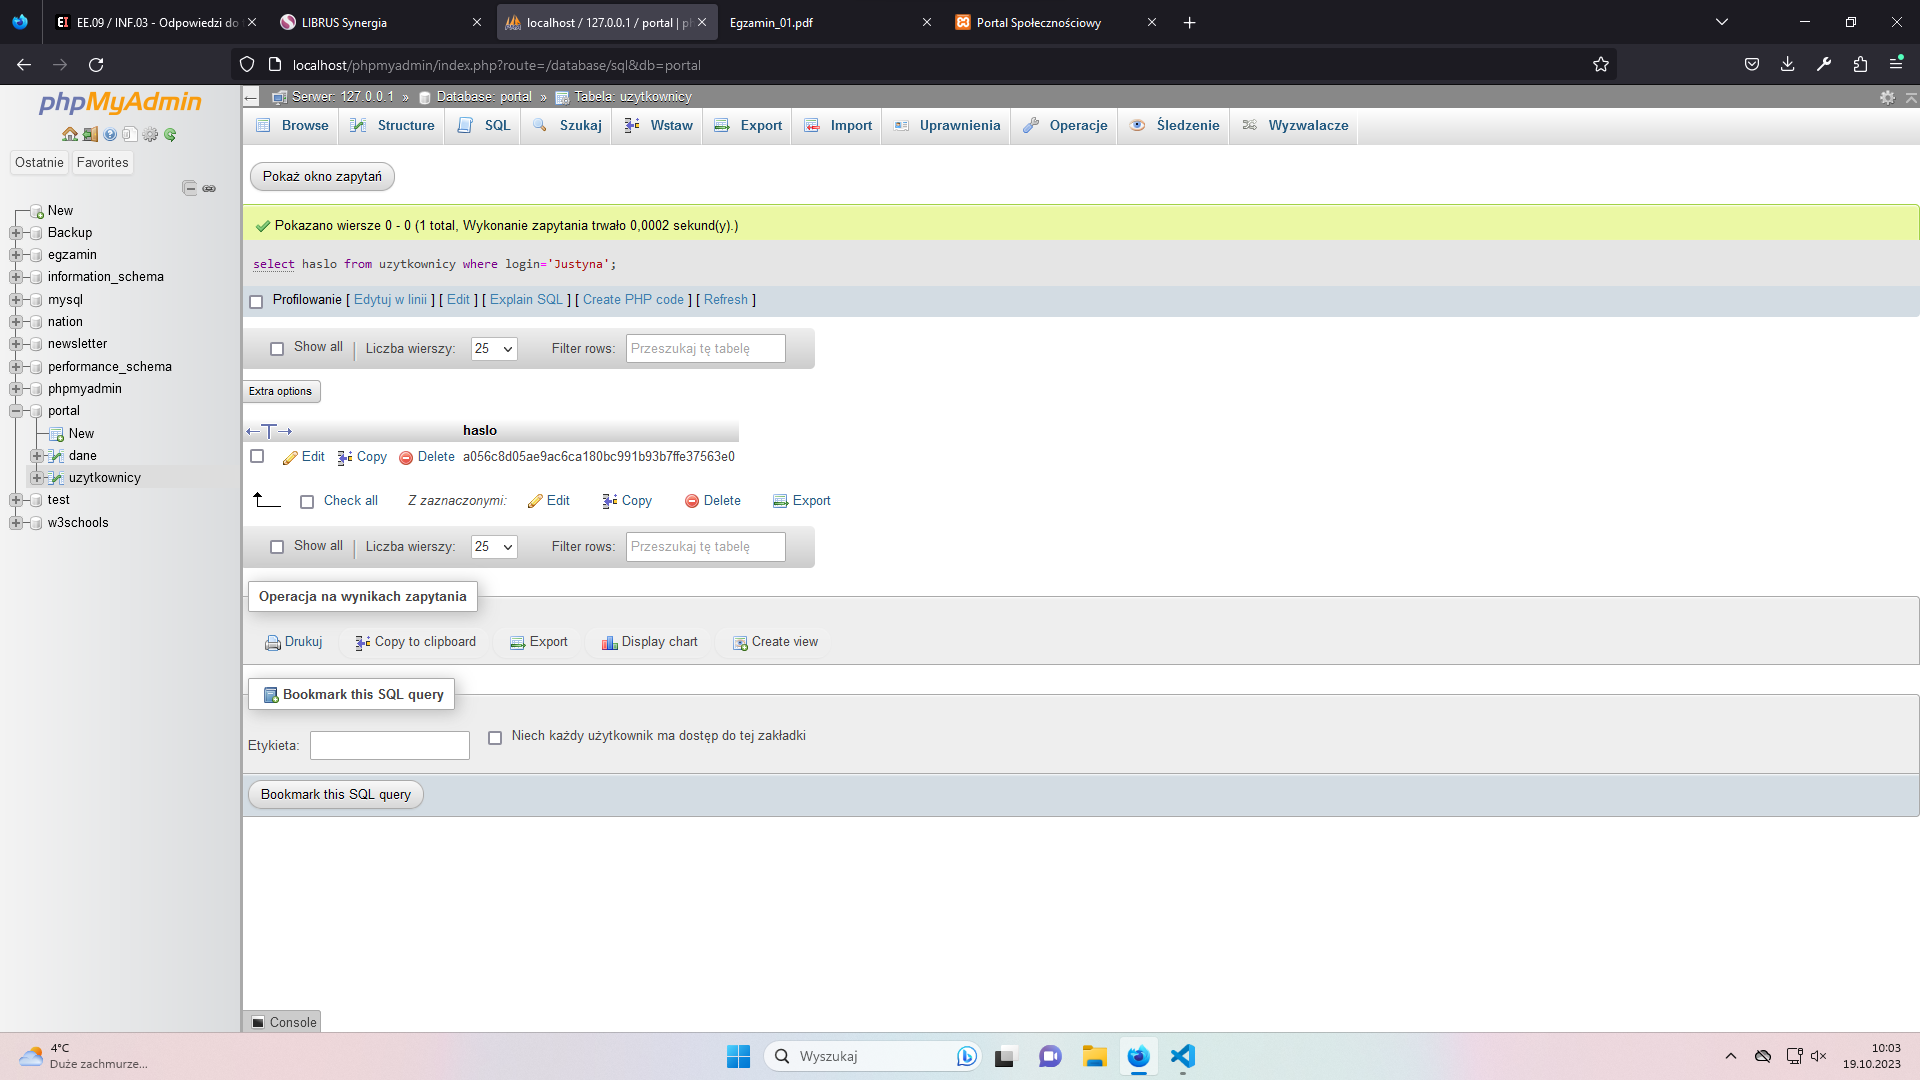 EE.09 / INF.03 - Odpowiedzi do
LIBRUS Synergia
localhost / 127.0.0.1 / portal | ph
Egzamin_01.pdf
Portal Społecznościowy
localhost/phpmyadmin/index.php?route=/database/sql&db=portal
phpMyAdmin
Ostatnie
Favorites
New
Backup
egzamin
information_schema
mysql
nation
newsletter
performance_schema
phpmyadmin
portal
New
dane
uzytkownicy
test
w3schools
Serwer: 127.0.0.1 » Database: portal » Tabela: uzytkownicy
Browse
Structure
SQL
Szukaj
Wstaw
Export
Import
Uprawnienia
Operacje
Śledzenie
Wyzwalacze
Pokaż okno zapytań
Pokazano wiersze 0 - 0 (1 total, Wykonanie zapytania trwało 0,0002 sekund(y).)
select haslo from uzytkownicy where login='Justyna';
Profilowanie [ Edytuj w linii ] [ Edit ] [ Explain SQL ] [ Create PHP code ] [ Refresh ]
Show all | Liczba wierszy: 25 Filter rows: Przeszukaj tę tabelę
Extra options
←T→ haslo
Edit Copy Delete a056c8d05ae9ac6ca180bc991b93b7ffe37563e0
Check all Z zaznaczonymi: Edit Copy Delete Export
Show all | Liczba wierszy: 25 Filter rows: Przeszukaj tę tabelę
Operacja na wynikach zapytania
Drukuj Copy to clipboard Export Display chart Create view
Bookmark this SQL query
Etykieta: Niech każdy użytkownik ma dostęp do tej zakładki
Bookmark this SQL query
Console
4°C
Duże zachmurze...
Wyszukaj
10:03
19.10.2023